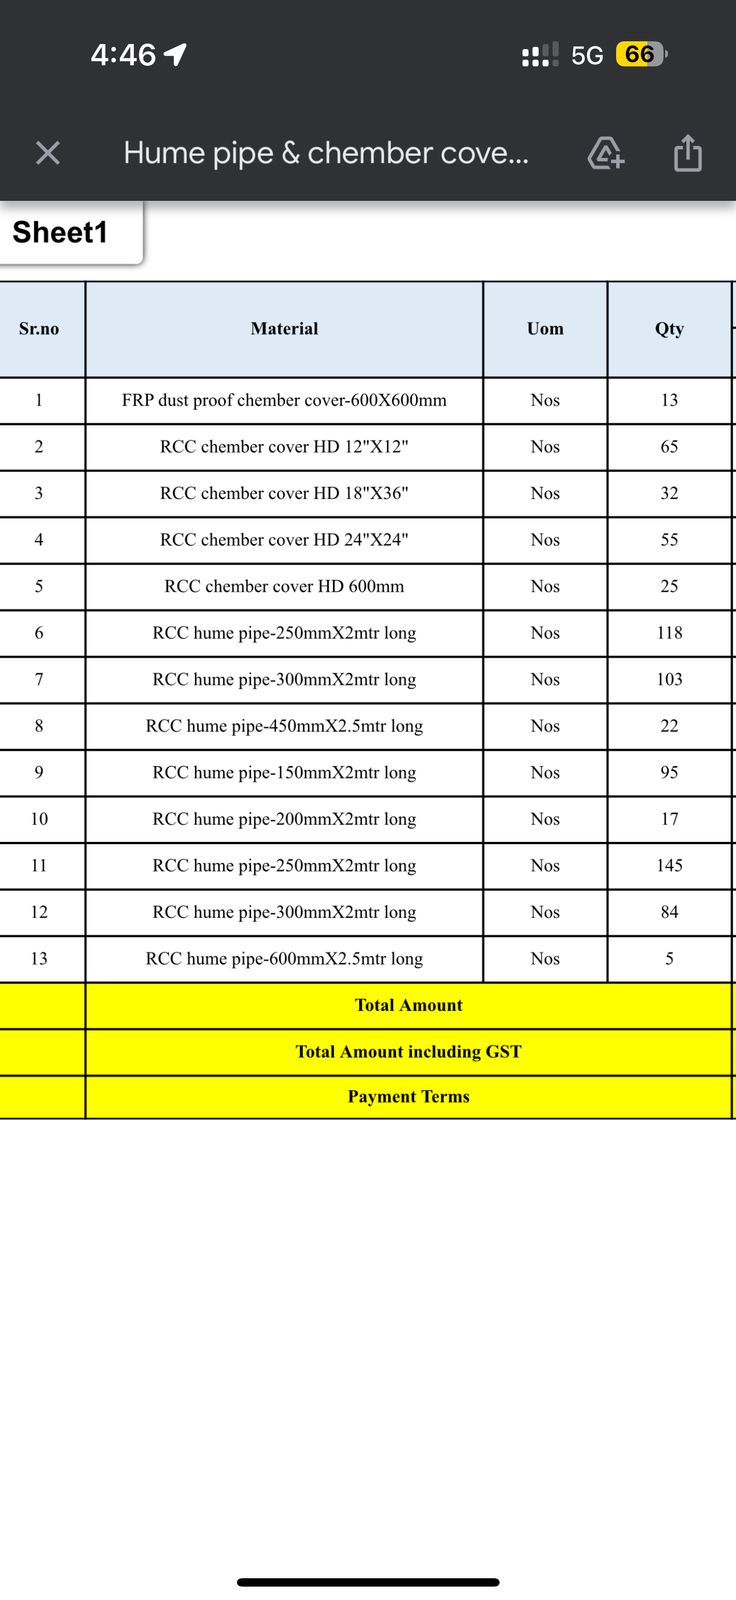 4:46 5G 66
Hume pipe & chember cove...
Sheet1
Sr.no Material Uom Qty
1 FRP dust proof chember cover-600X600mm Nos 13
2 RCC chember cover HD 12"X12" Nos 65
3 RCC chember cover HD 18"X36" Nos 32
4 RCC chember cover HD 24"X24" Nos 55
5 RCC chember cover HD 600mm Nos 25
6 RCC hume pipe-250mmX2mtr long Nos 118
7 RCC hume pipe-300mmX2mtr long Nos 103
8 RCC hume pipe-450mmX2.5mtr long Nos 22
9 RCC hume pipe-150mmX2mtr long Nos 95
10 RCC hume pipe-200mmX2mtr long Nos 17
11 RCC hume pipe-250mmX2mtr long Nos 145
12 RCC hume pipe-300mmX2mtr long Nos 84
13 RCC hume pipe-600mmX2.5mtr long Nos 5
Total Amount
Total Amount including GST
Payment Terms